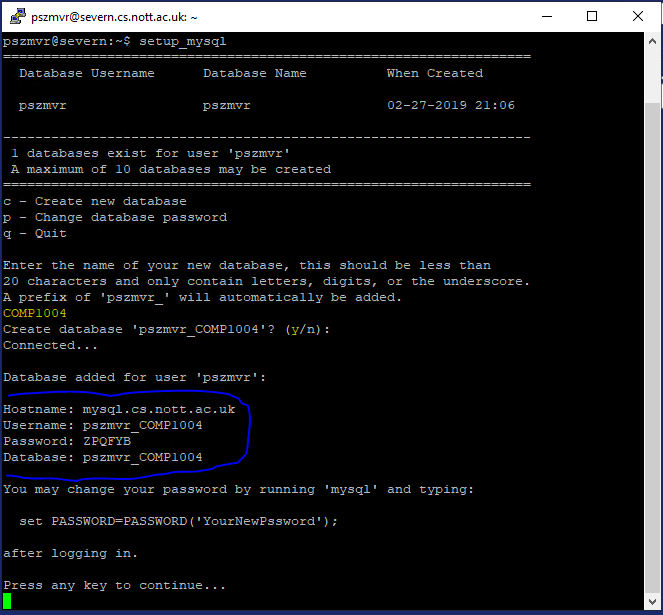 pszmvr@severn.cs.nott.ac.uk: ~
pszmvr@severn:~$ setup_mysql
==================================================================
Database Username Database Name When Created
pszmvr pszmvr 02-27-2019 21:06
------------------------------------------------------------------
1 databases exist for user 'pszmvr'
A maximum of 10 databases may be created
==================================================================
c - Create new database
p - Change database password
q - Quit
Enter the name of your new database, this should be less than
20 characters and only contain letters, digits, or the underscore.
A prefix of 'pszmvr_' will automatically be added.
COMP1004
Create database 'pszmvr_COMP1004'? (y/n):
Connected...
Database added for user 'pszmvr':
Hostname: mysql.cs.nott.ac.uk
Username: pszmvr_COMP1004
Password: ZPQFYB
Database: pszmvr_COMP1004
You may change your password by running 'mysql' and typing:
set PASSWORD=PASSWORD('YourNewPssword');
after logging in.
Press any key to continue...